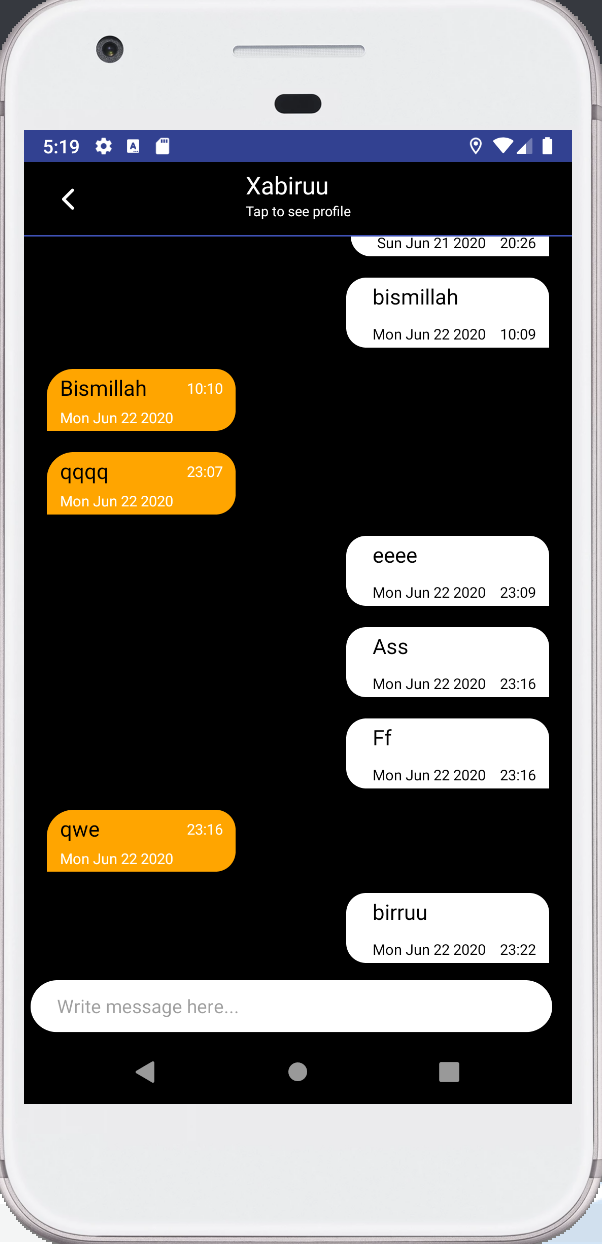 5:19
Xabiruu
Tap to see profile
Sun Jun 21 2020 20:26
bismillah
Mon Jun 22 2020 10:09
Bismillah 10:10
Mon Jun 22 2020
qqqq 23:07
Mon Jun 22 2020
eeee
Mon Jun 22 2020 23:09
Ass
Mon Jun 22 2020 23:16
Ff
Mon Jun 22 2020 23:16
qwe 23:16
Mon Jun 22 2020
birruu
Mon Jun 22 2020 23:22
Write message here...